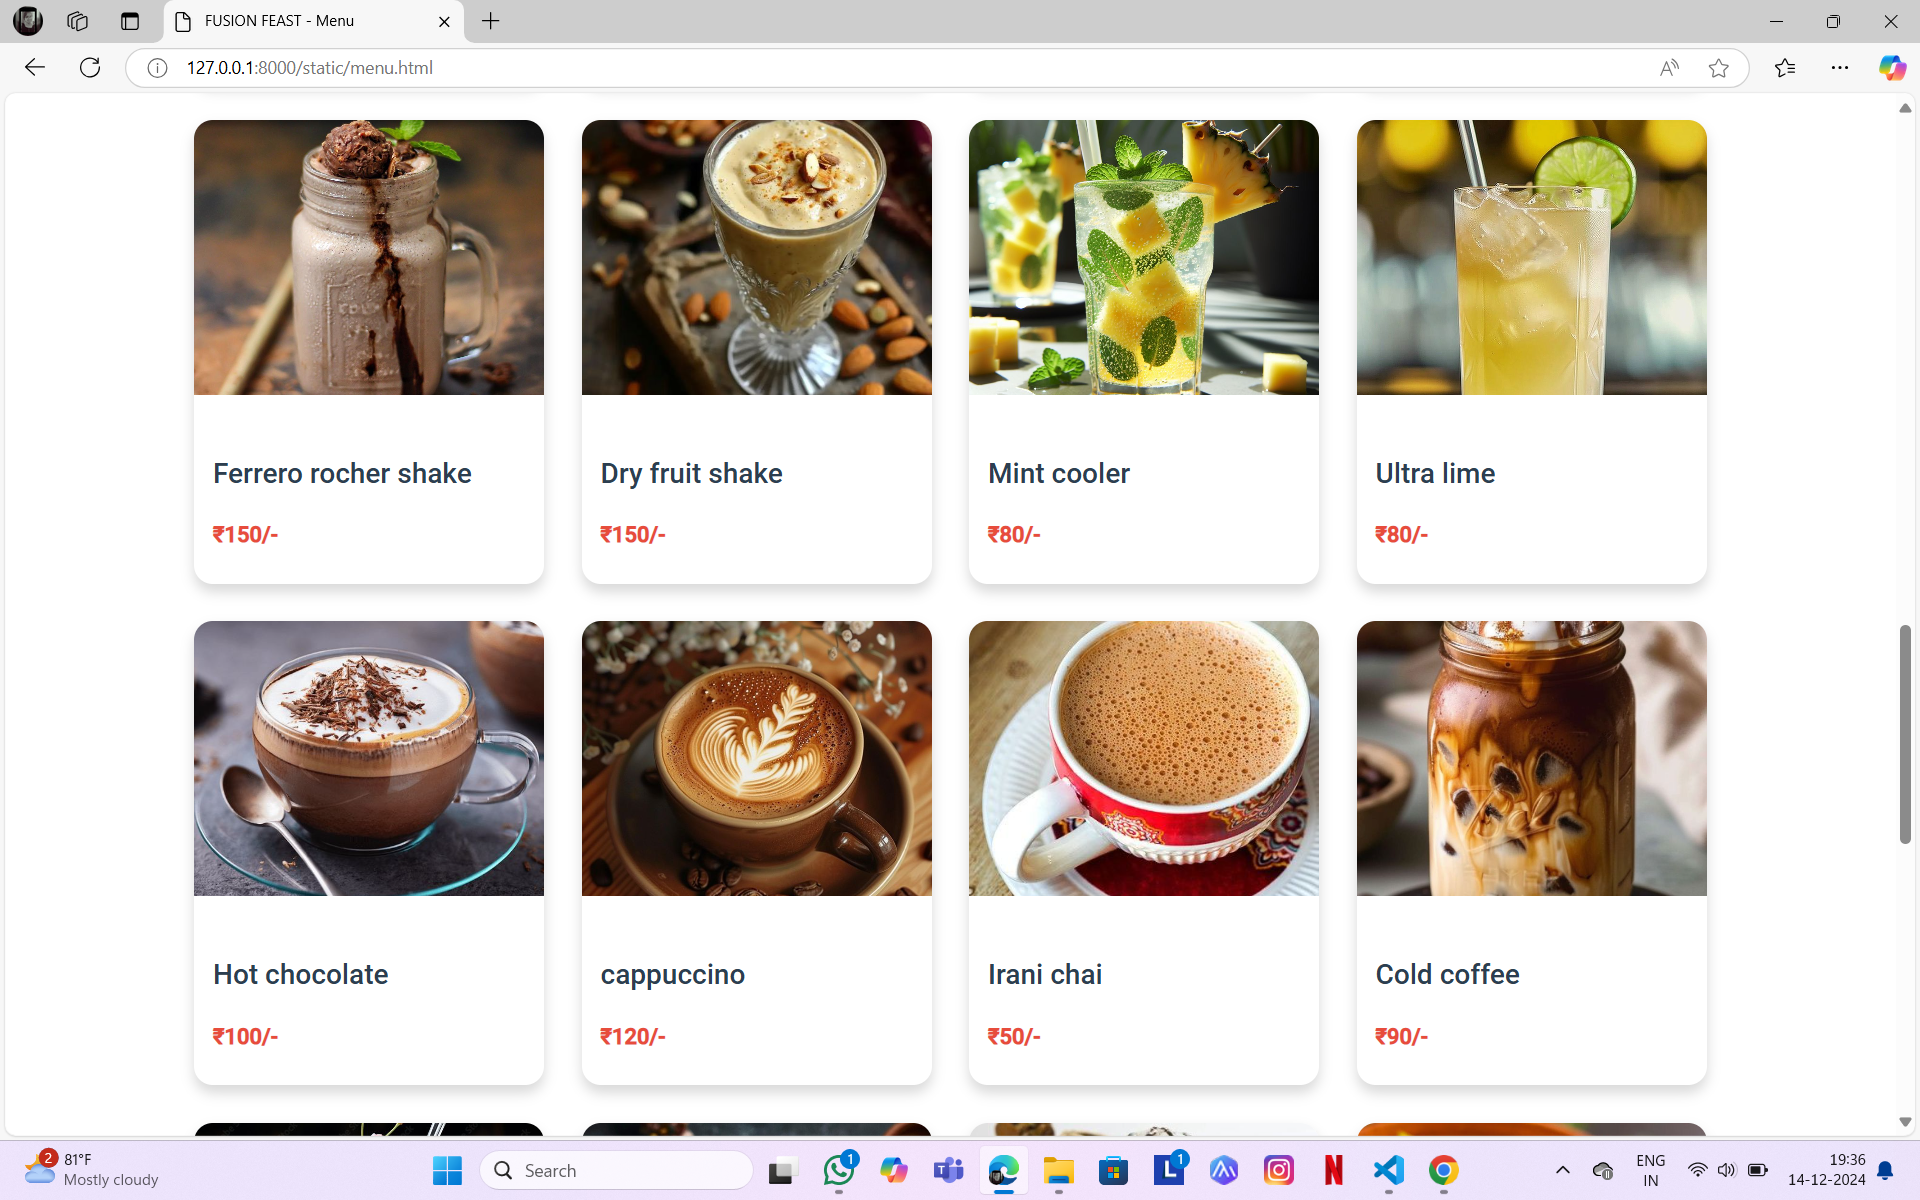 FUSION FEAST - Menu
127.0.0.1:8000/static/menu.html
Ferrero rocher shake
₹150/-
Dry fruit shake
₹150/-
Mint cooler
₹80/-
Ultra lime
₹80/-
Hot chocolate
₹100/-
cappuccino
₹120/-
Irani chai
₹50/-
Cold coffee
₹90/-
2
81°F
Mostly cloudy
Search
1
1
ENG
IN
19:36
14-12-2024